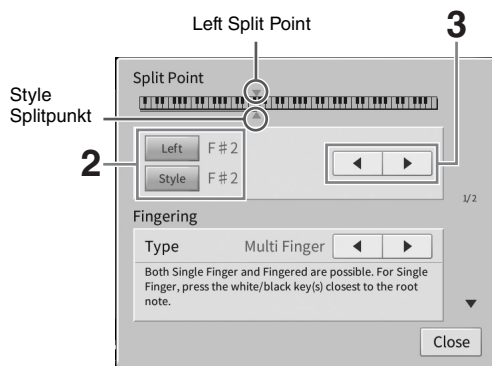 Left Split Point
3
Split Point
Style
Splitpunkt
2
Left F♯2
Style F♯2
1/2
Fingering
Type Multi Finger
Both Single Finger and Fingered are possible. For Single
Finger, press the white/black key(s) closest to the root
note.
Close